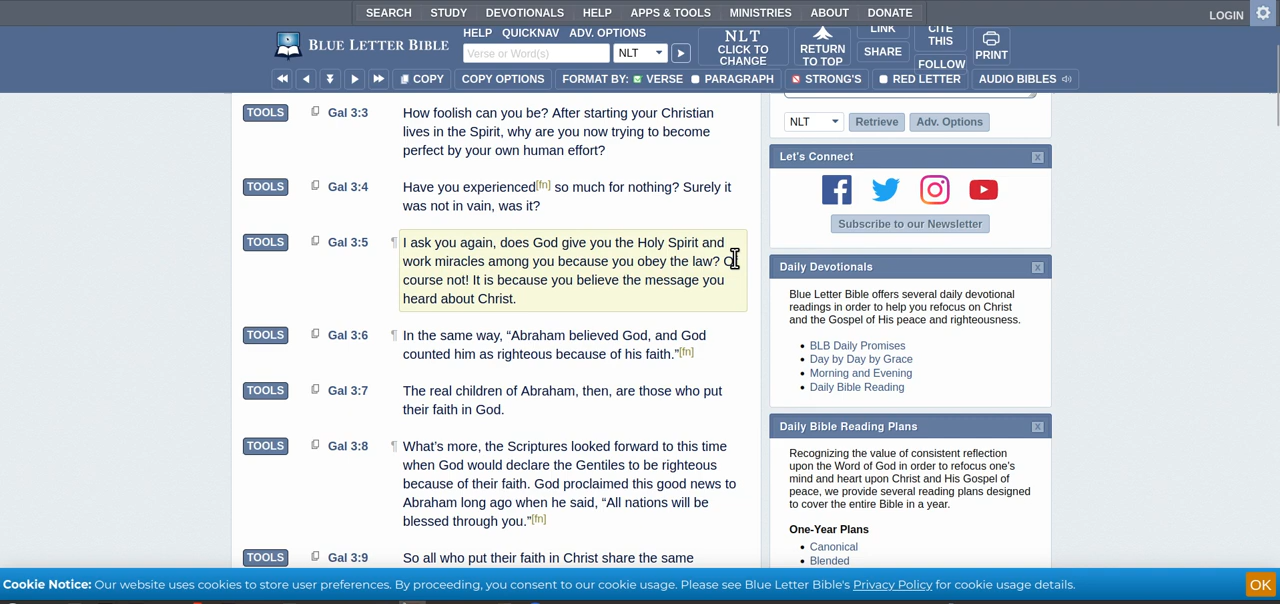 SEARCH STUDY DEVOTIONALS HELP APPS & TOOLS MINISTRIES ABOUT DONATE
LOGIN
BLUE LETTER BIBLE
HELP QUICKNAV ADV. OPTIONS
Verse or Word(s) NLT
NLT
CLICK TO
CHANGE
RETURN
TO TOP
LINK
SHARE
CITE
THIS
FOLLOW
PRINT
COPY COPY OPTIONS FORMAT BY: VERSE PARAGRAPH STRONG'S RED LETTER AUDIO BIBLES
TOOLS Gal 3:3 How foolish can you be? After starting your Christian
lives in the Spirit, why are you now trying to become
perfect by your own human effort?
TOOLS Gal 3:4 Have you experienced[fn] so much for nothing? Surely it
was not in vain, was it?
TOOLS Gal 3:5 ¶ I ask you again, does God give you the Holy Spirit and
work miracles among you because you obey the law?
course not! It is because you believe the message you
heard about Christ.
TOOLS Gal 3:6 ¶ In the same way, “Abraham believed God, and God
counted him as righteous because of his faith.”[fn]
TOOLS Gal 3:7 The real children of Abraham, then, are those who put
their faith in God.
TOOLS Gal 3:8 ¶ What’s more, the Scriptures looked forward to this time
when God would declare the Gentiles to be righteous
because of their faith. God proclaimed this good news to
Abraham long ago when he said, “All nations will be
blessed through you.”[fn]
TOOLS Gal 3:9 So all who put their faith in Christ share the same
NLT Retrieve Adv. Options
Let's Connect X
Subscribe to our Newsletter
Daily Devotionals X
Blue Letter Bible offers several daily devotional
readings in order to help you refocus on Christ
and the Gospel of His peace and righteousness.
• BLB Daily Promises
• Day by Day by Grace
• Morning and Evening
• Daily Bible Reading
Daily Bible Reading Plans X
Recognizing the value of consistent reflection
upon the Word of God in order to refocus one's
mind and heart upon Christ and His Gospel of
peace, we provide several reading plans designed
to cover the entire Bible in a year.
One-Year Plans
• Canonical
• Blended
Cookie Notice: Our website uses cookies to store user preferences. By proceeding, you consent to our cookie usage. Please see Blue Letter Bible's Privacy Policy for cookie usage details. OK